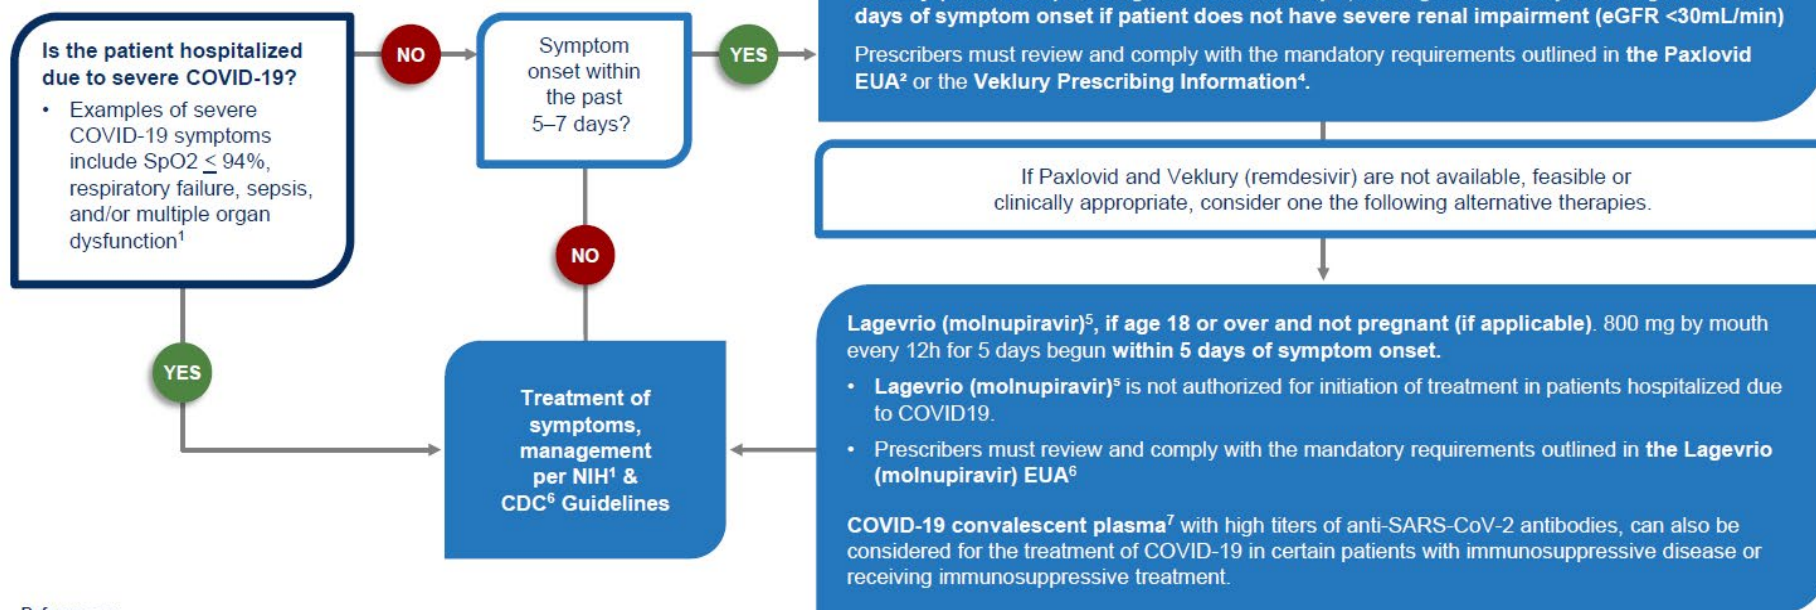 days of symptom onset if patient does not have severe renal impairment (eGFR <30mL/min)
Prescribers must review and comply with the mandatory requirements outlined in the Paxlovid
EUA² or the Veklury Prescribing Information⁴.
Is the patient hospitalized
due to severe COVID-19?
• Examples of severe
COVID-19 symptoms
include SpO2 ≤ 94%,
respiratory failure, sepsis,
and/or multiple organ
dysfunction¹
NO
Symptom
onset within
the past
5–7 days?
YES
If Paxlovid and Veklury (remdesivir) are not available, feasible or
clinically appropriate, consider one the following alternative therapies.
NO
YES
Treatment of
symptoms,
management
per NIH¹ &
CDC⁶ Guidelines
Lagevrio (molnupiravir)⁵, if age 18 or over and not pregnant (if applicable). 800 mg by mouth
every 12h for 5 days begun within 5 days of symptom onset.
• Lagevrio (molnupiravir)⁵ is not authorized for initiation of treatment in patients hospitalized due
to COVID19.
• Prescribers must review and comply with the mandatory requirements outlined in the Lagevrio
(molnupiravir) EUA⁶
COVID-19 convalescent plasma⁷ with high titers of anti-SARS-CoV-2 antibodies, can also be
considered for the treatment of COVID-19 in certain patients with immunosuppressive disease or
receiving immunosuppressive treatment.